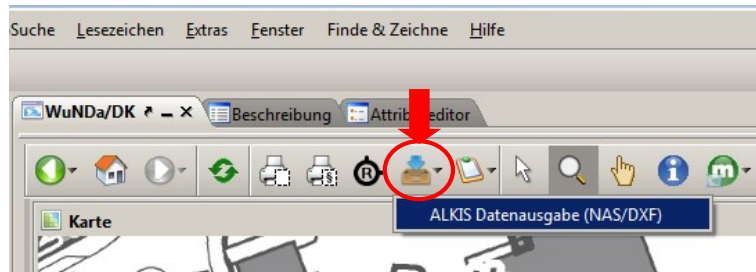 Suche Lesezeichen Extras Fenster Finde & Zeichne Hilfe
WuNDa/DK Beschreibung Attributeditor
R § i m
Karte
ALKIS Datenausgabe (NAS/DXF)